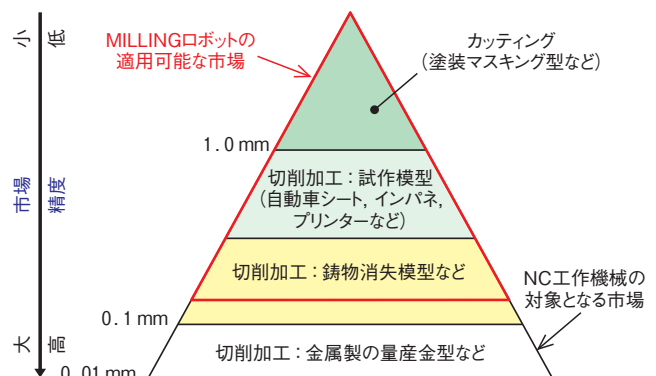 小 低
MILLINGロボットの
適用可能な市場
カッティング
(塗装マスキング型など)
1.0 mm
切削加工：試作模型
(自動車シート, インパネ,
プリンターなど)
市場 精度
切削加工：鋳物消失模型など
NC工作機械の
対象となる市場
0.1 mm
大 高
切削加工：金属製の量産金型など
0.01 mm